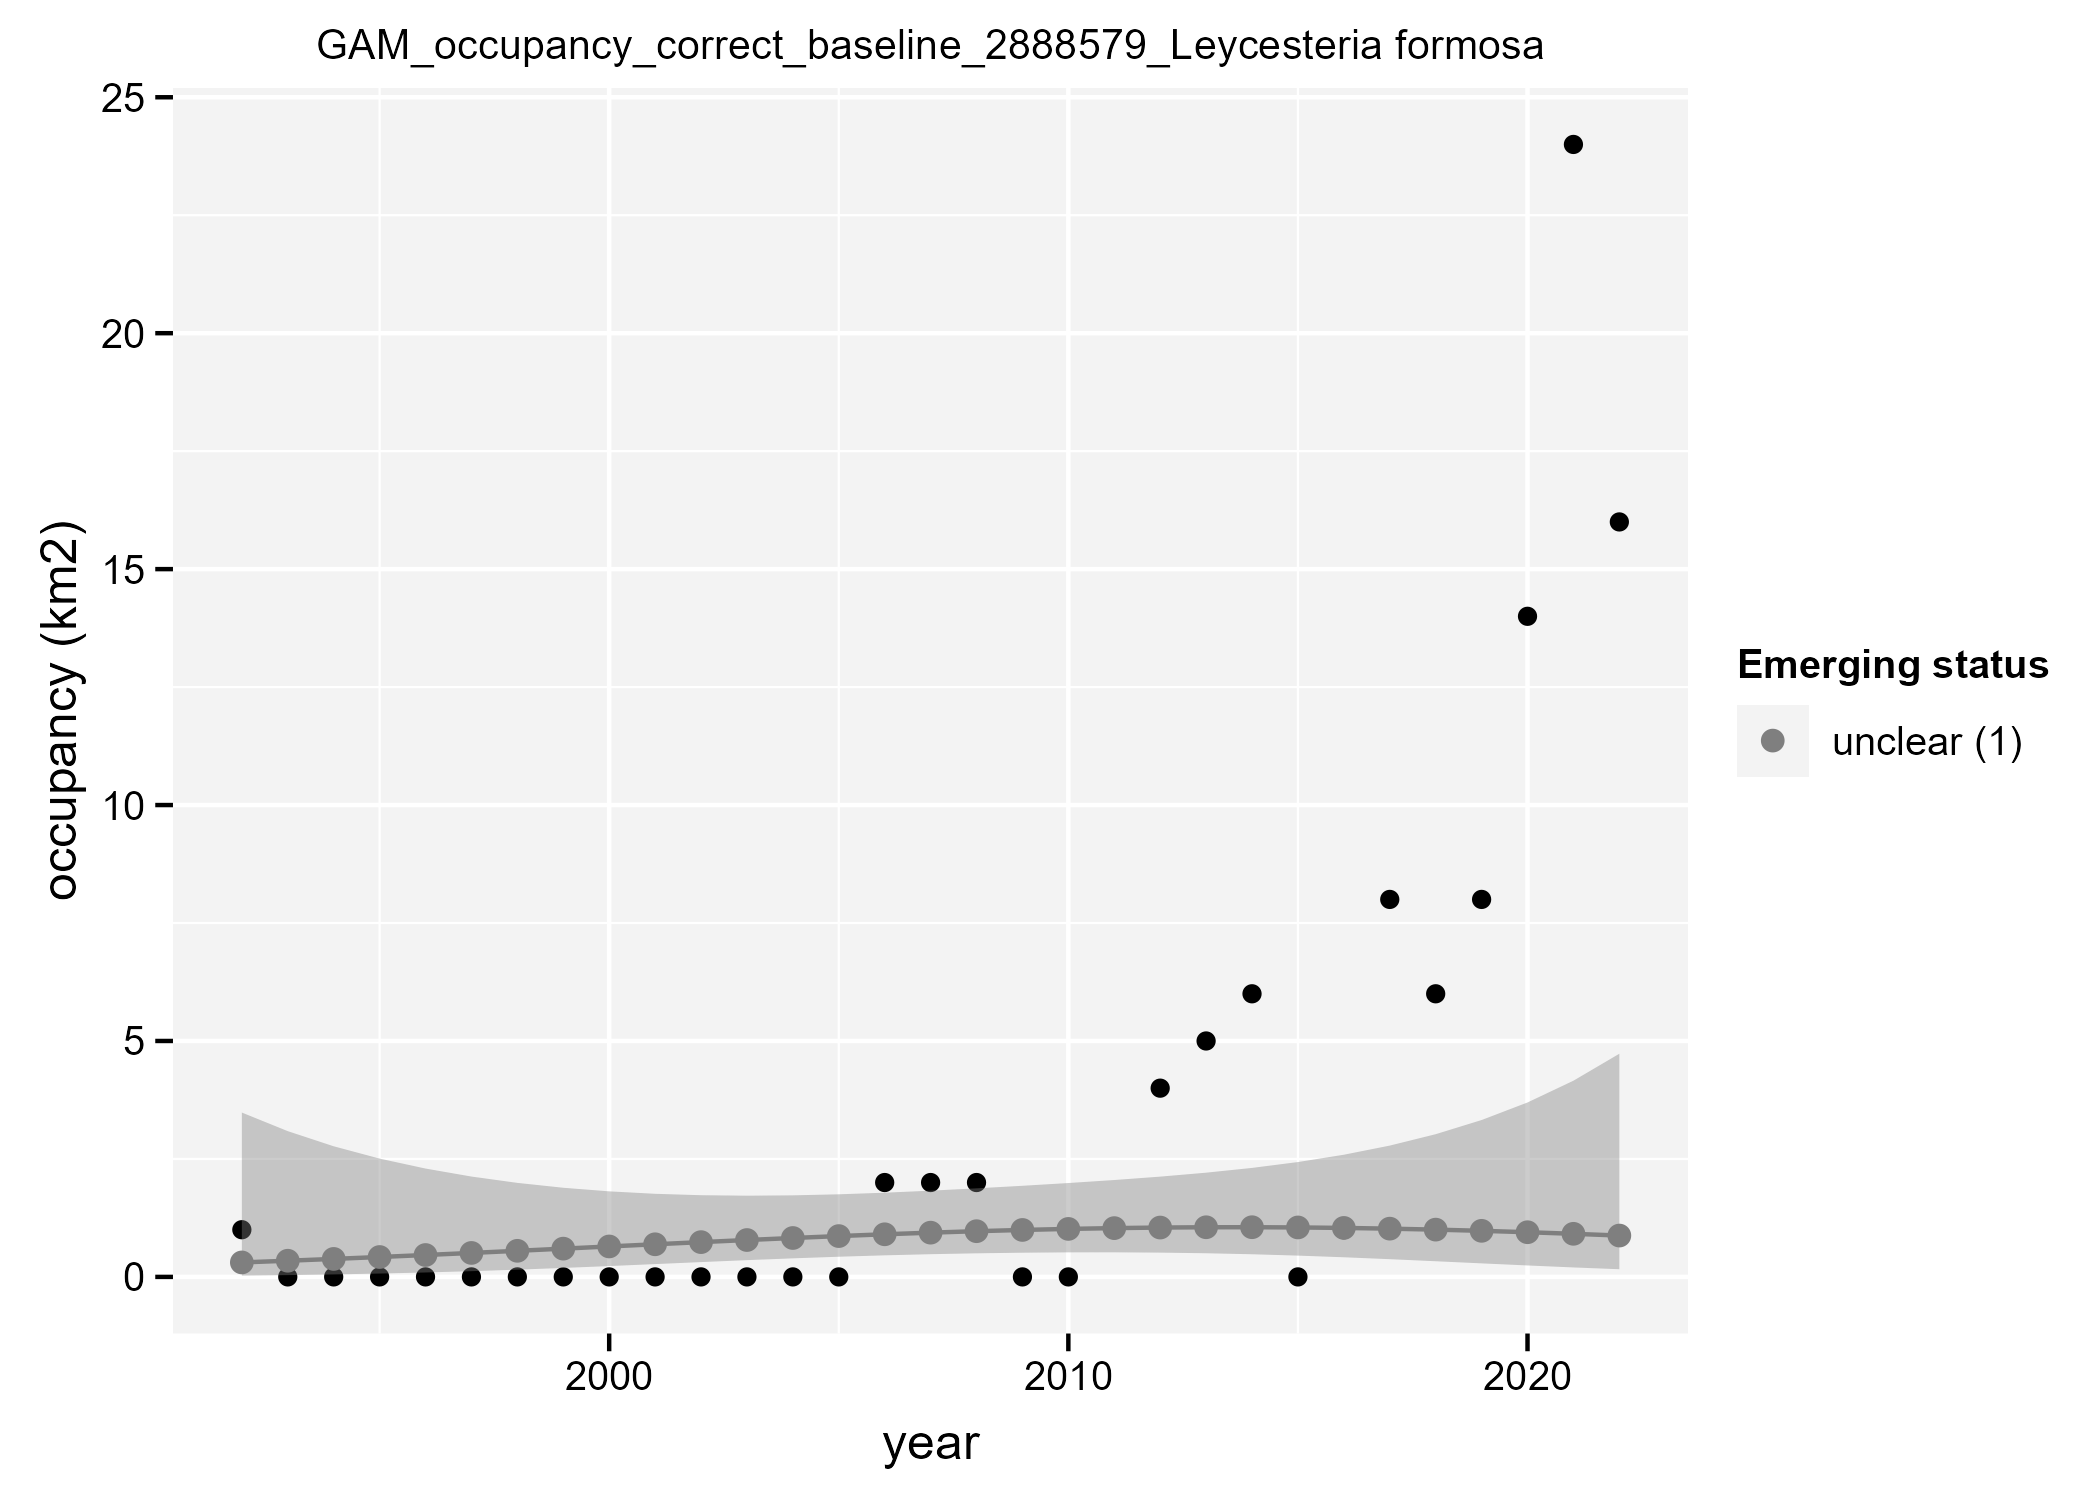 GAM_occupancy_correct_baseline_2888579_Leycesteria formosa
25
20
15
10
5
0
occupancy (km2)
2000
2010
2020
year
Emerging status
unclear (1)